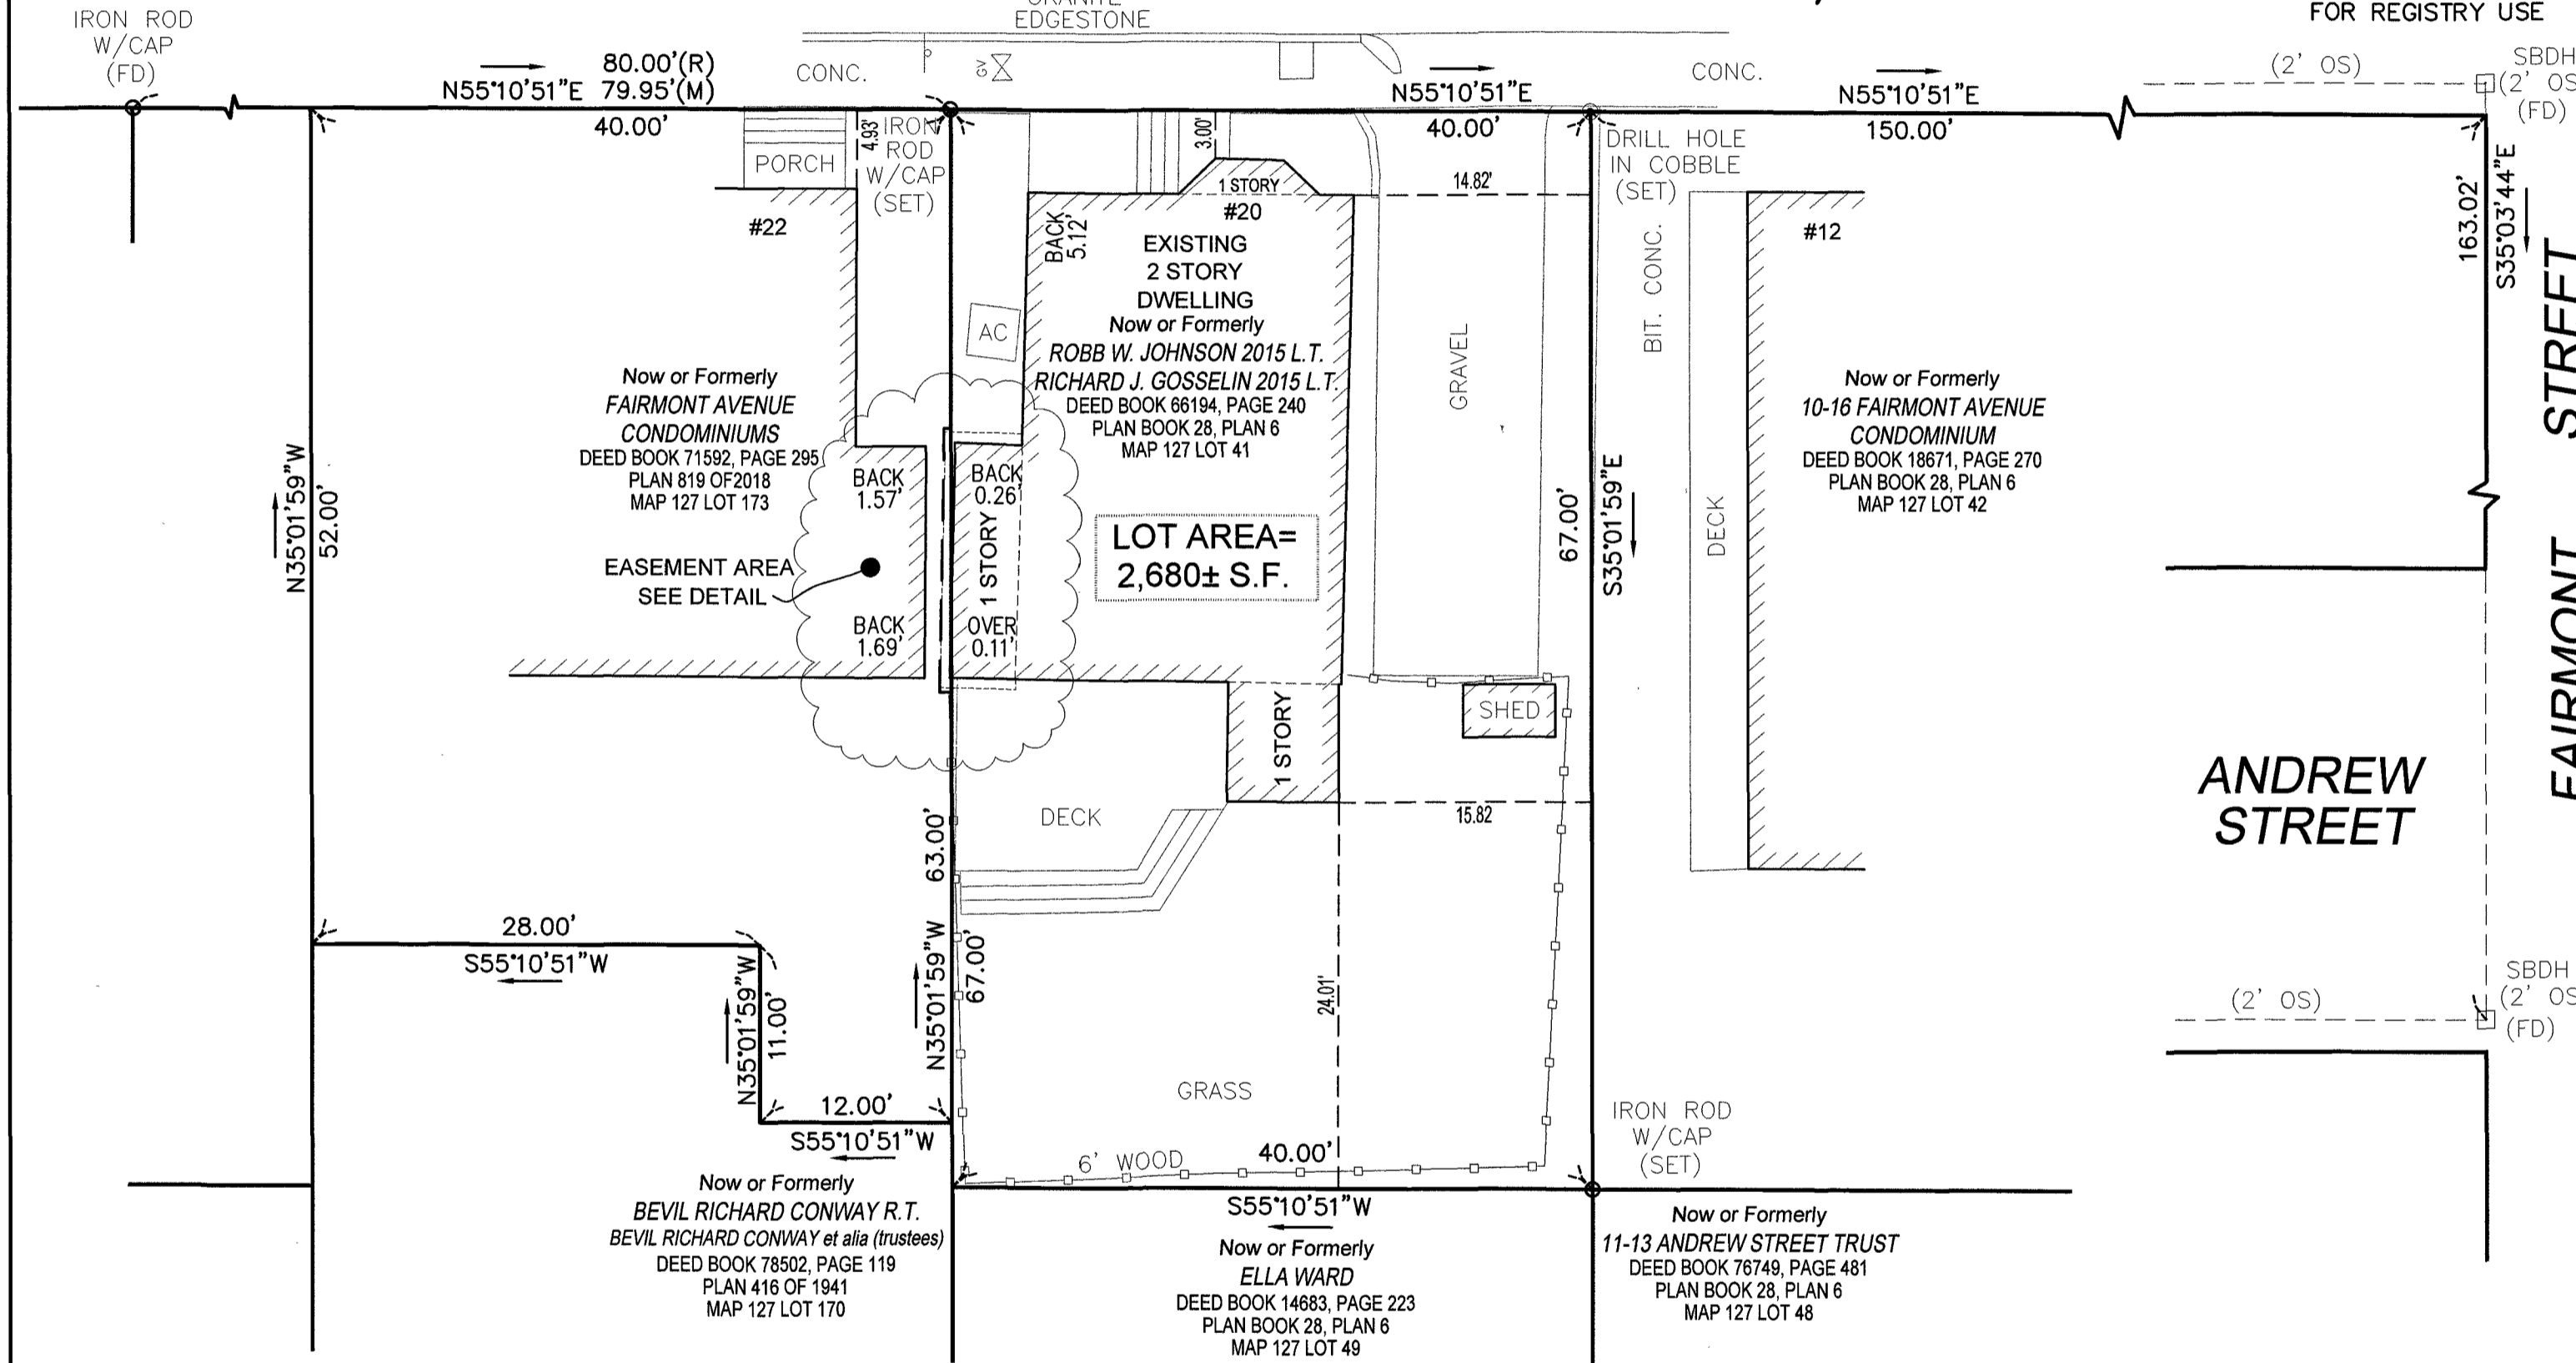 IRON ROD
W/CAP
(FD)
EDGESTONE
FOR REGISTRY USE
80.00'(R)
N55°10'51"E 79.95'(M)
40.00'
CONC.
GV
N55°10'51"E
40.00'
CONC.
N55°10'51"E
150.00'
(2' OS)
SBDH
(2' OS
(FD)
PORCH
4.93'
IRON
ROD
W/CAP
(SET)
3.00'
DRILL HOLE
IN COBBLE
(SET)
14.82'
#22
1 STORY
#20
#12
163.02'
S35°03'44"E
BACK
5.12'
EXISTING
2 STORY
DWELLING
Now or Formerly
ROBB W. JOHNSON 2015 L.T.
RICHARD J. GOSSELIN 2015 L.T.
DEED BOOK 66194, PAGE 240
PLAN BOOK 28, PLAN 6
MAP 127 LOT 41
AC
GRAVEL
BIT. CONC.
Now or Formerly
FAIRMONT AVENUE
CONDOMINIUMS
DEED BOOK 71592, PAGE 295
PLAN 819 OF2018
MAP 127 LOT 173
Now or Formerly
10-16 FAIRMONT AVENUE
CONDOMINIUM
DEED BOOK 18671, PAGE 270
PLAN BOOK 28, PLAN 6
MAP 127 LOT 42
FAIRMONT STREET
N35°01'59"W
52.00'
BACK
1.57'
BACK
0.26'
1 STORY
LOT AREA=
2,680± S.F.
67.00'
S35°01'59"E
DECK
EASEMENT AREA
SEE DETAIL
BACK
1.69'
OVER
0.11'
SHED
1 STORY
DECK
15.82
ANDREW
STREET
63.00'
N35°01'59"W
67.00'
28.00'
S55°10'51"W
N35°01'59"W
11.00'
24.01'
(2' OS)
SBDH
(2' OS
(FD)
12.00'
S55°10'51"W
GRASS
6' WOOD
40.00'
S55°10'51"W
IRON ROD
W/CAP
(SET)
Now or Formerly
BEVIL RICHARD CONWAY R.T.
BEVIL RICHARD CONWAY et alia (trustees)
DEED BOOK 78502, PAGE 119
PLAN 416 OF 1941
MAP 127 LOT 170
Now or Formerly
ELLA WARD
DEED BOOK 14683, PAGE 223
PLAN BOOK 28, PLAN 6
MAP 127 LOT 49
Now or Formerly
11-13 ANDREW STREET TRUST
DEED BOOK 76749, PAGE 481
PLAN BOOK 28, PLAN 6
MAP 127 LOT 48